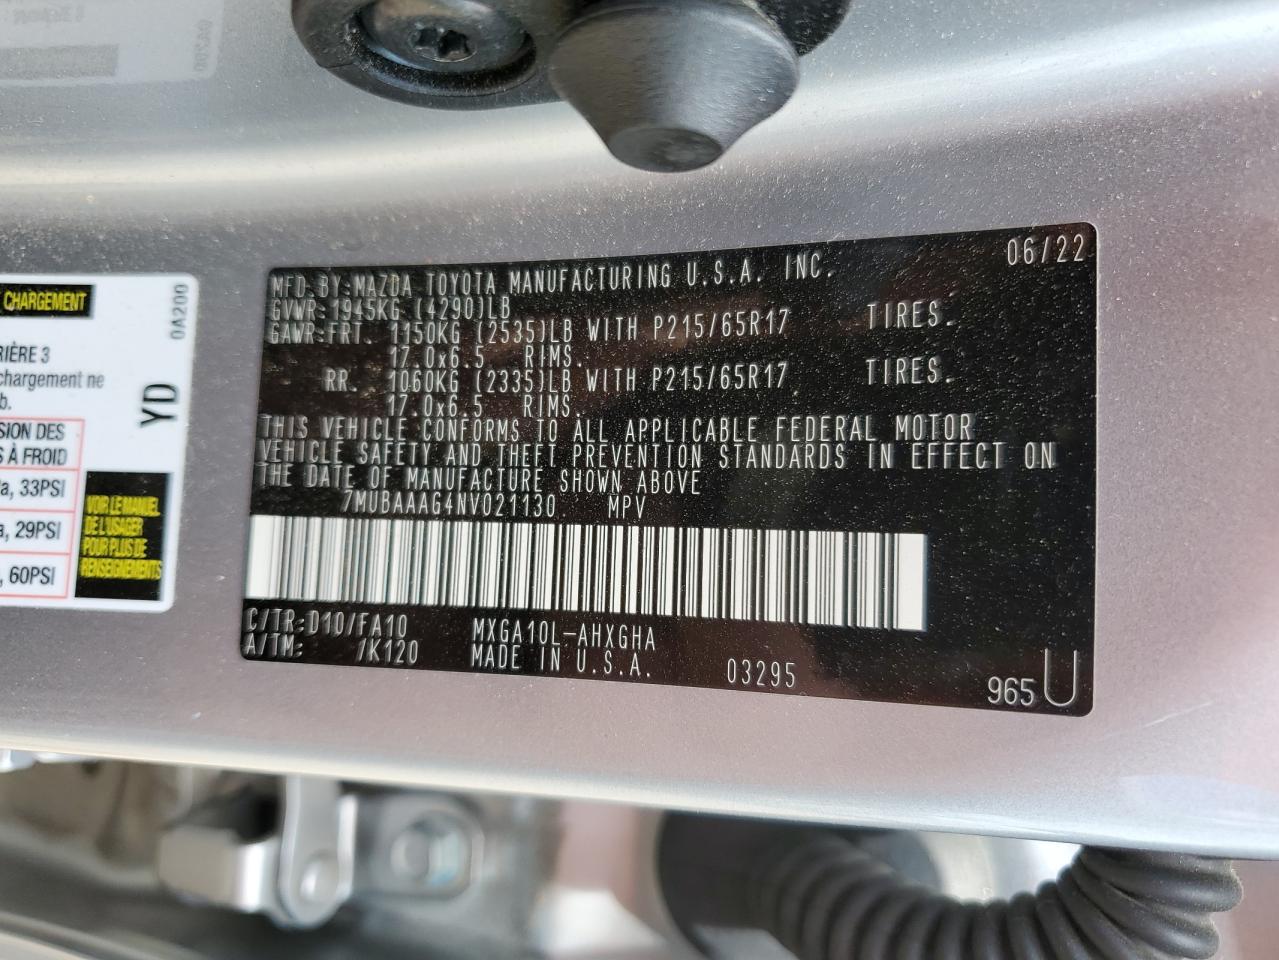 06/22
MFD.BY:MAZDA TOYOTA MANUFACTURING U.S.A. INC.
GVWR:1945KG (4290)LB
GAWR:FRT. 1150KG (2535)LB WITH P215/65R17 TIRES.
17.0x6.5 RIMS.
RR. 1060KG (2335)LB WITH P215/65R17 TIRES.
17.0x6.5 RIMS.
THIS VEHICLE CONFORMS TO ALL APPLICABLE FEDERAL MOTOR
VEHICLE SAFETY AND THEFT PREVENTION STANDARDS IN EFFECT ON
THE DATE OF MANUFACTURE SHOWN ABOVE
7MUBAAAG4NV021130 MPV
C/TR:D10/FA10 MXGA10L-AHXGHA
A/TM: /K120 MADE IN U.S.A. 03295
965 U
CHARGEMENT
0A200
RIÈRE 3
chargement ne
b.
YD
SION DES
S À FROID
a, 33PSI
a, 29PSI
, 60PSI
VOIR LE MANUEL
DE L'USAGER
POUR PLUS DE
RENSEIGNEMENTS